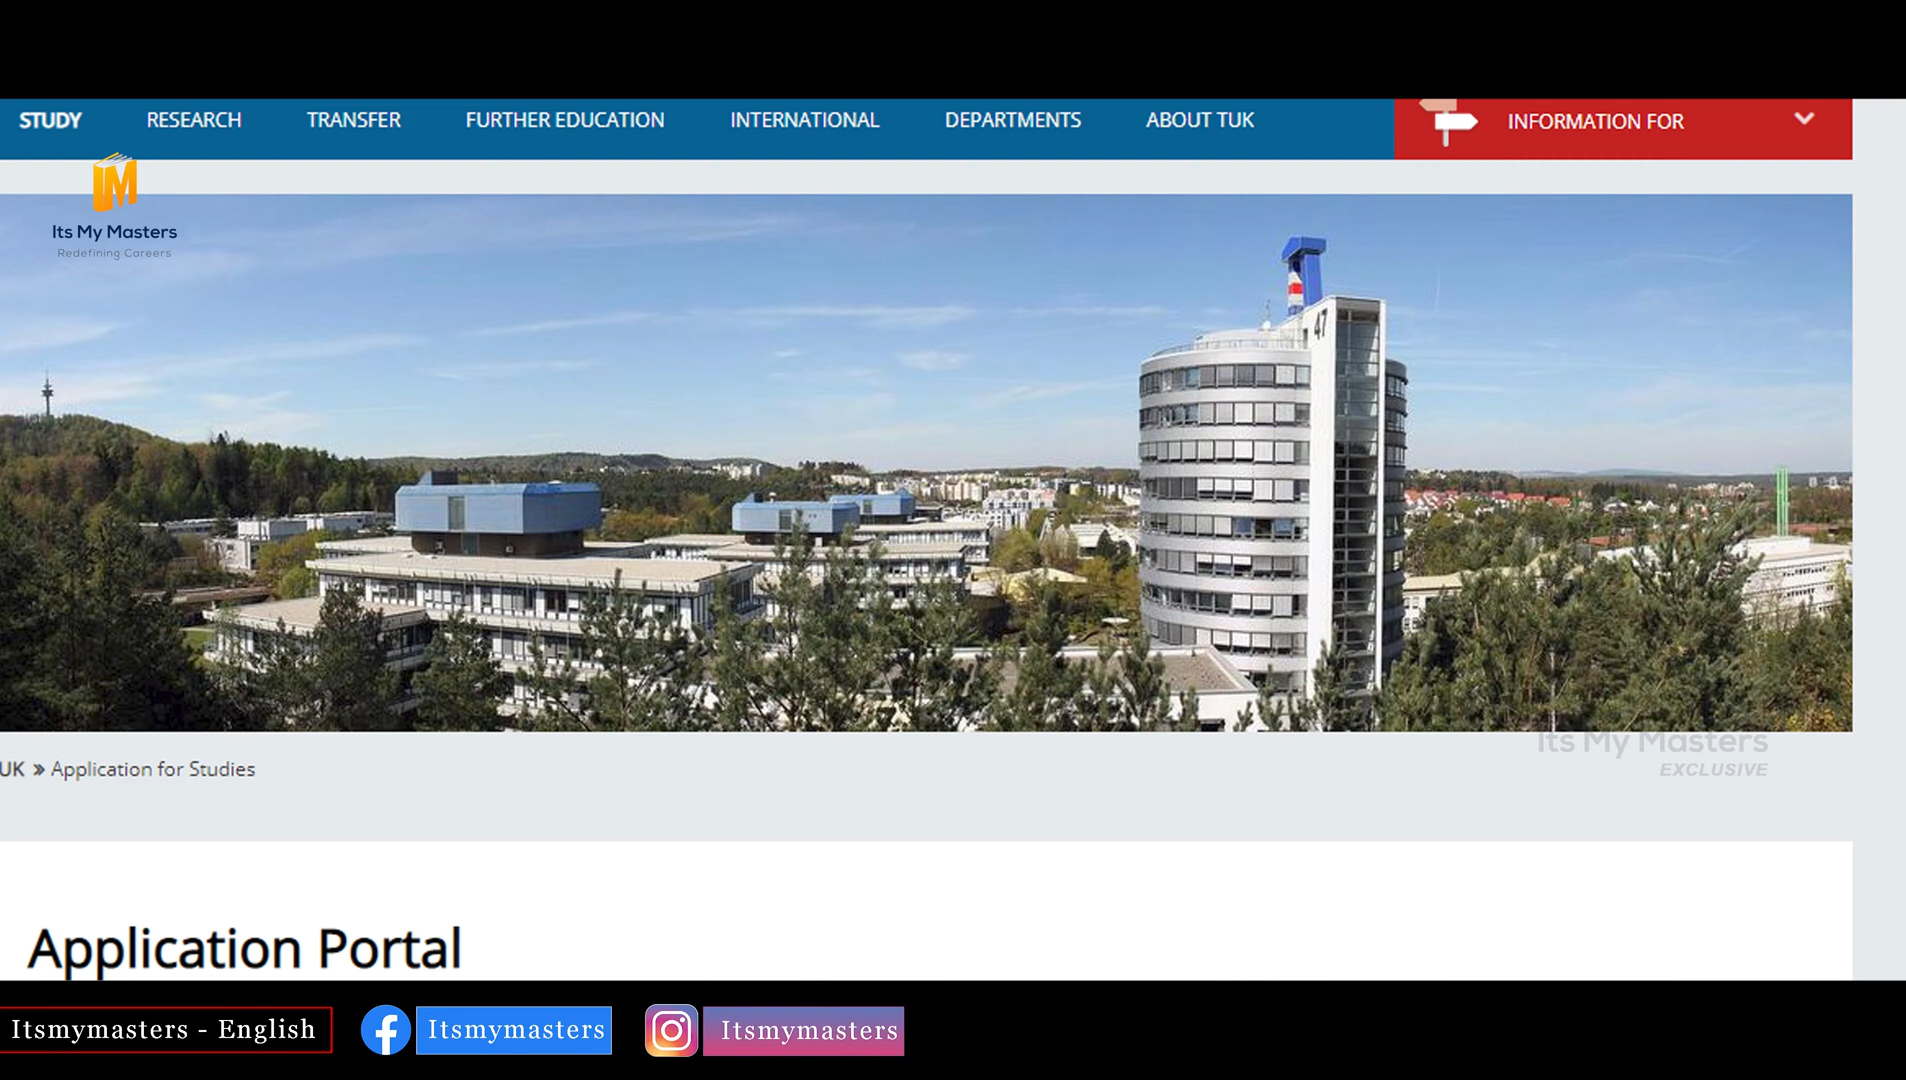 STUDY RESEARCH TRANSFER FURTHER EDUCATION INTERNATIONAL DEPARTMENTS ABOUT TUK INFORMATION FOR
Its My Masters
Redefining Careers
47
Its My Masters
EXCLUSIVE
UK » Application for Studies
Application Portal
Itsmymasters - English Itsmymasters Itsmymasters